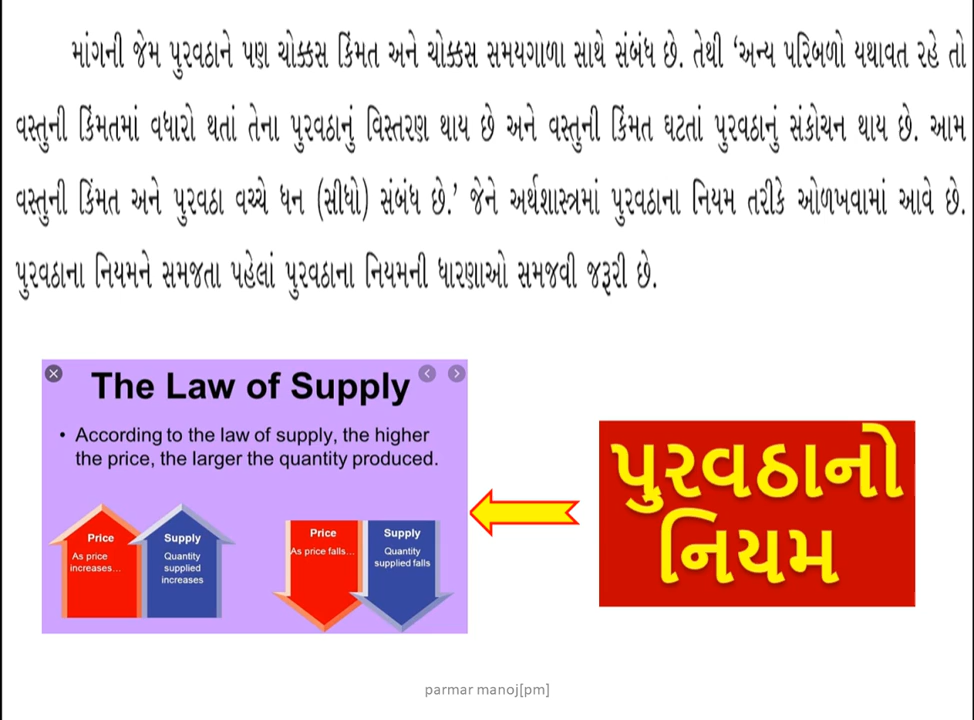 માંગની જેમ પુરવઠાને પણ ચોક્કસ કિંમત અને ચોક્કસ સમયગાળા સાથે સંબંધ છે. તેથી ‘અન્ય પરિબળો યથાવત રહે તો
વસ્તુની કિંમતમાં વધારો થતાં તેના પુરવઠાનું વિસ્તરણ થાય છે અને વસ્તુની કિંમત ઘટતાં પુરવઠાનું સંકોચન થાય છે. આમ
વસ્તુની કિંમત અને પુરવઠા વચ્ચે ધન (સીધો) સંબંધ છે.’ જેને અર્થશાસ્ત્રમાં પુરવઠાના નિયમ તરીકે ઓળખવામાં આવે છે.
પુરવઠાના નિયમને સમજતા પહેલાં પુરવઠાના નિયમની ધારણાઓ સમજવી જરૂરી છે.
The Law of Supply
• According to the law of supply, the higher
the price, the larger the quantity produced.
Price
As price
increases...
Supply
Quantity
supplied
increases
Price
As price falls...
Supply
Quantity
supplied falls
પુરવઠાનો
નિયમ
parmar manoj[pm]